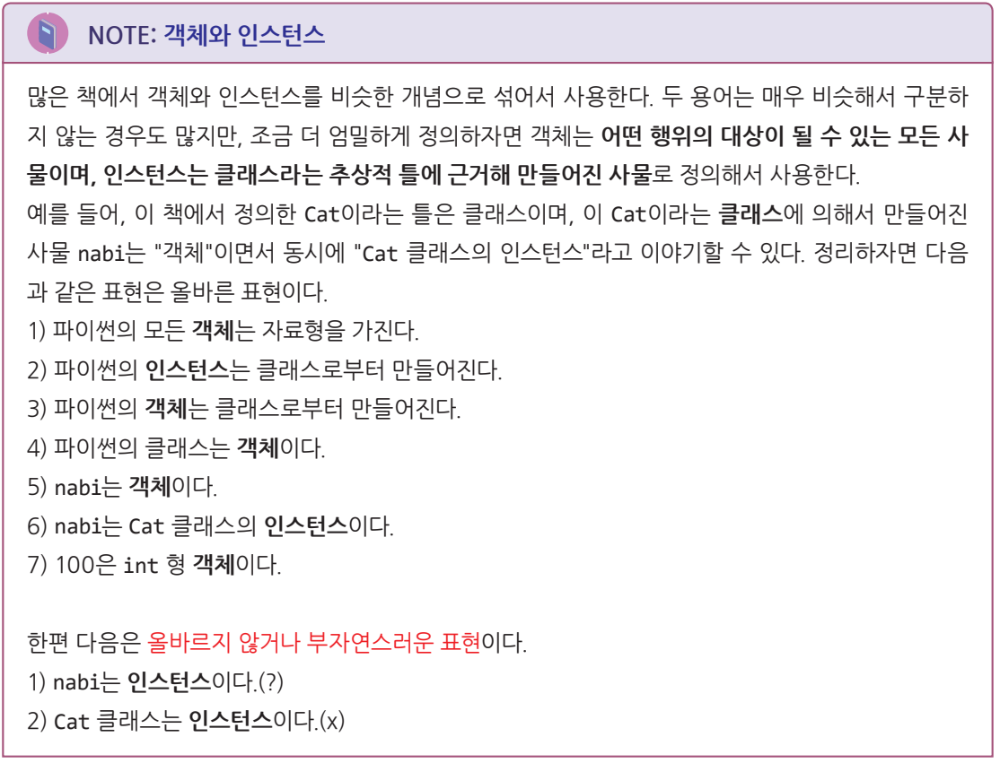 NOTE: 객체와 인스턴스
많은 책에서 객체와 인스턴스를 비슷한 개념으로 섞어서 사용한다. 두 용어는 매우 비슷해서 구분하
지 않는 경우도 많지만, 조금 더 엄밀하게 정의하자면 객체는 어떤 행위의 대상이 될 수 있는 모든 사
물이며, 인스턴스는 클래스라는 추상적 틀에 근거해 만들어진 사물로 정의해서 사용한다.
예를 들어, 이 책에서 정의한 Cat이라는 틀은 클래스이며, 이 Cat이라는 클래스에 의해서 만들어진
사물 nabi는 "객체"이면서 동시에 "Cat 클래스의 인스턴스"라고 이야기할 수 있다. 정리하자면 다음
과 같은 표현은 올바른 표현이다.
1) 파이썬의 모든 객체는 자료형을 가진다.
2) 파이썬의 인스턴스는 클래스로부터 만들어진다.
3) 파이썬의 객체는 클래스로부터 만들어진다.
4) 파이썬의 클래스는 객체이다.
5) nabi는 객체이다.
6) nabi는 Cat 클래스의 인스턴스이다.
7) 100은 int 형 객체이다.
한편 다음은 올바르지 않거나 부자연스러운 표현이다.
1) nabi는 인스턴스이다.(?)
2) Cat 클래스는 인스턴스이다.(x)